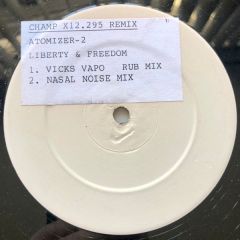 CHAMP X12.295 REMIX
ATOMIZER-2
LIBERTY & FREEDOM
1. VICKS VAPO RUB MIX
2. NASAL NOISE MIX